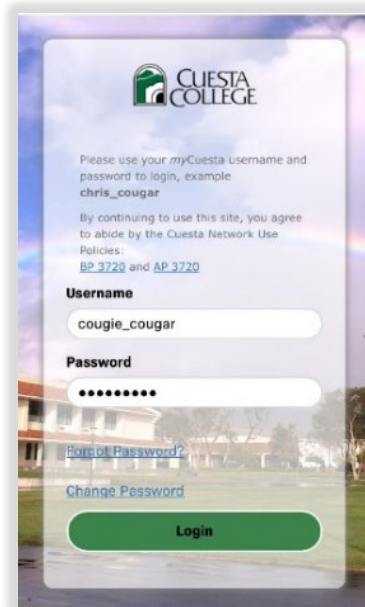 CUESTA
COLLEGE
Please use your myCuesta username and
password to login, example
chris_cougar
By continuing to use this site, you agree
to abide by the Cuesta Network Use
Policies:
BP 3720 and AP 3720
Username
cougie_cougar
Password
•••••••••
Forgot Password?
Change Password
Login